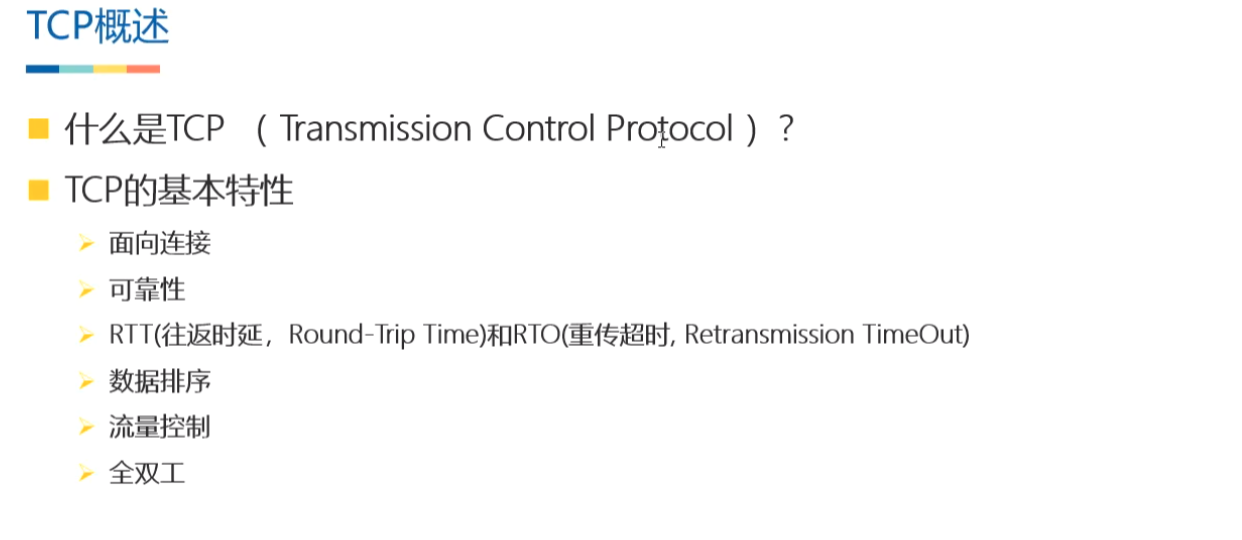 TCP概述
什么是TCP （ Transmission Control Protocol ）？
TCP的基本特性
面向连接
可靠性
RTT(往返时延，Round-Trip Time)和RTO(重传超时, Retransmission TimeOut)
数据排序
流量控制
全双工